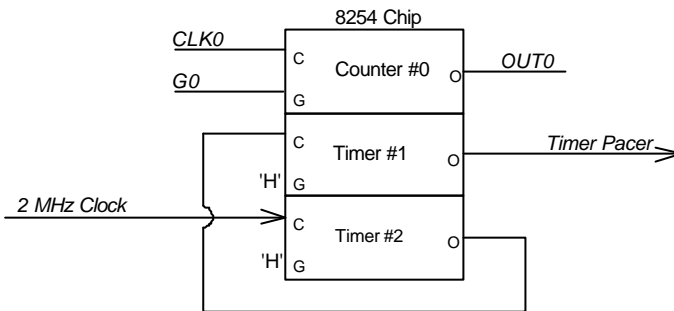 8254 Chip
CLK0
C
Counter #0
O
OUT0
G0
G
C
Timer #1
O
Timer Pacer
'H'
G
2 MHz Clock
C
Timer #2
O
'H'
G